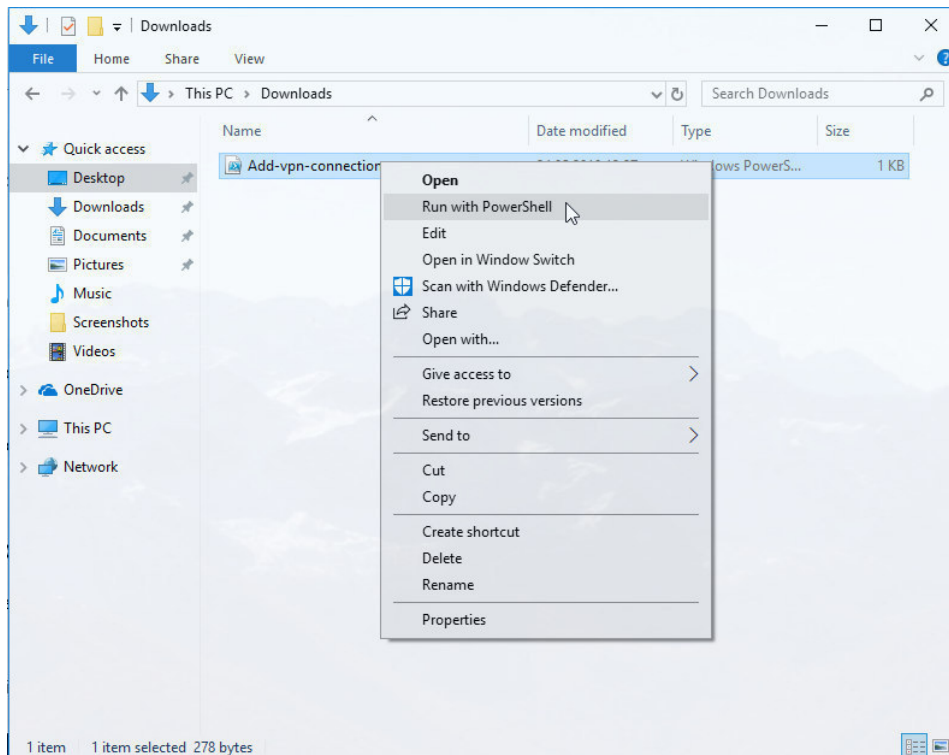 Downloads
File Home Share View
This PC > Downloads
Search Downloads
Name Date modified Type Size
Quick access
Desktop
Downloads
Documents
Pictures
Music
Screenshots
Videos
OneDrive
This PC
Network
Add-vpn-connection 1 KB
Open
Run with PowerShell
Edit
Open in Window Switch
Scan with Windows Defender...
Share
Open with...
Give access to
Restore previous versions
Send to
Cut
Copy
Create shortcut
Delete
Rename
Properties
1 item 1 item selected 278 bytes